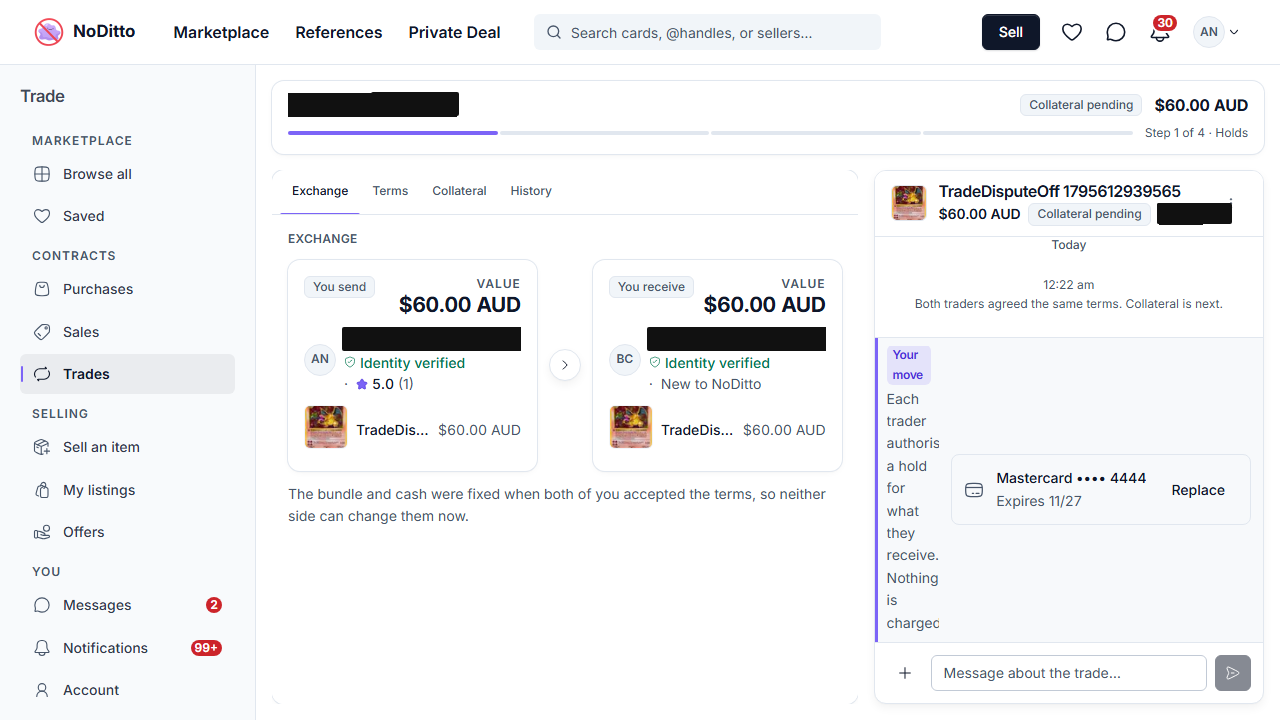 NoDitto
Marketplace
References
Private Deal
Search cards, @handles, or sellers...
Sell
30
AN
Trade
MARKETPLACE
Browse all
Saved
CONTRACTS
Purchases
Sales
Trades
SELLING
Sell an item
My listings
Offers
YOU
Messages
2
Notifications
99+
Account
Collateral pending
$60.00 AUD
Step 1 of 4 · Holds
Exchange
Terms
Collateral
History
EXCHANGE
You send
VALUE
$60.00 AUD
AN
Identity verified
· 5.0 (1)
TradeDis...
$60.00 AUD
You receive
VALUE
$60.00 AUD
BC
Identity verified
· New to NoDitto
TradeDis...
$60.00 AUD
The bundle and cash were fixed when both of you accepted the terms, so neither
side can change them now.
TradeDisputeOff 1795612939565
$60.00 AUD
Collateral pending
Today
12:22 am
Both traders agreed the same terms. Collateral is next.
Your
move
Each
trader
authoris
a hold
for
what
they
receive.
Nothing
is
charged
Mastercard •••• 4444
Expires 11/27
Replace
Message about the trade...